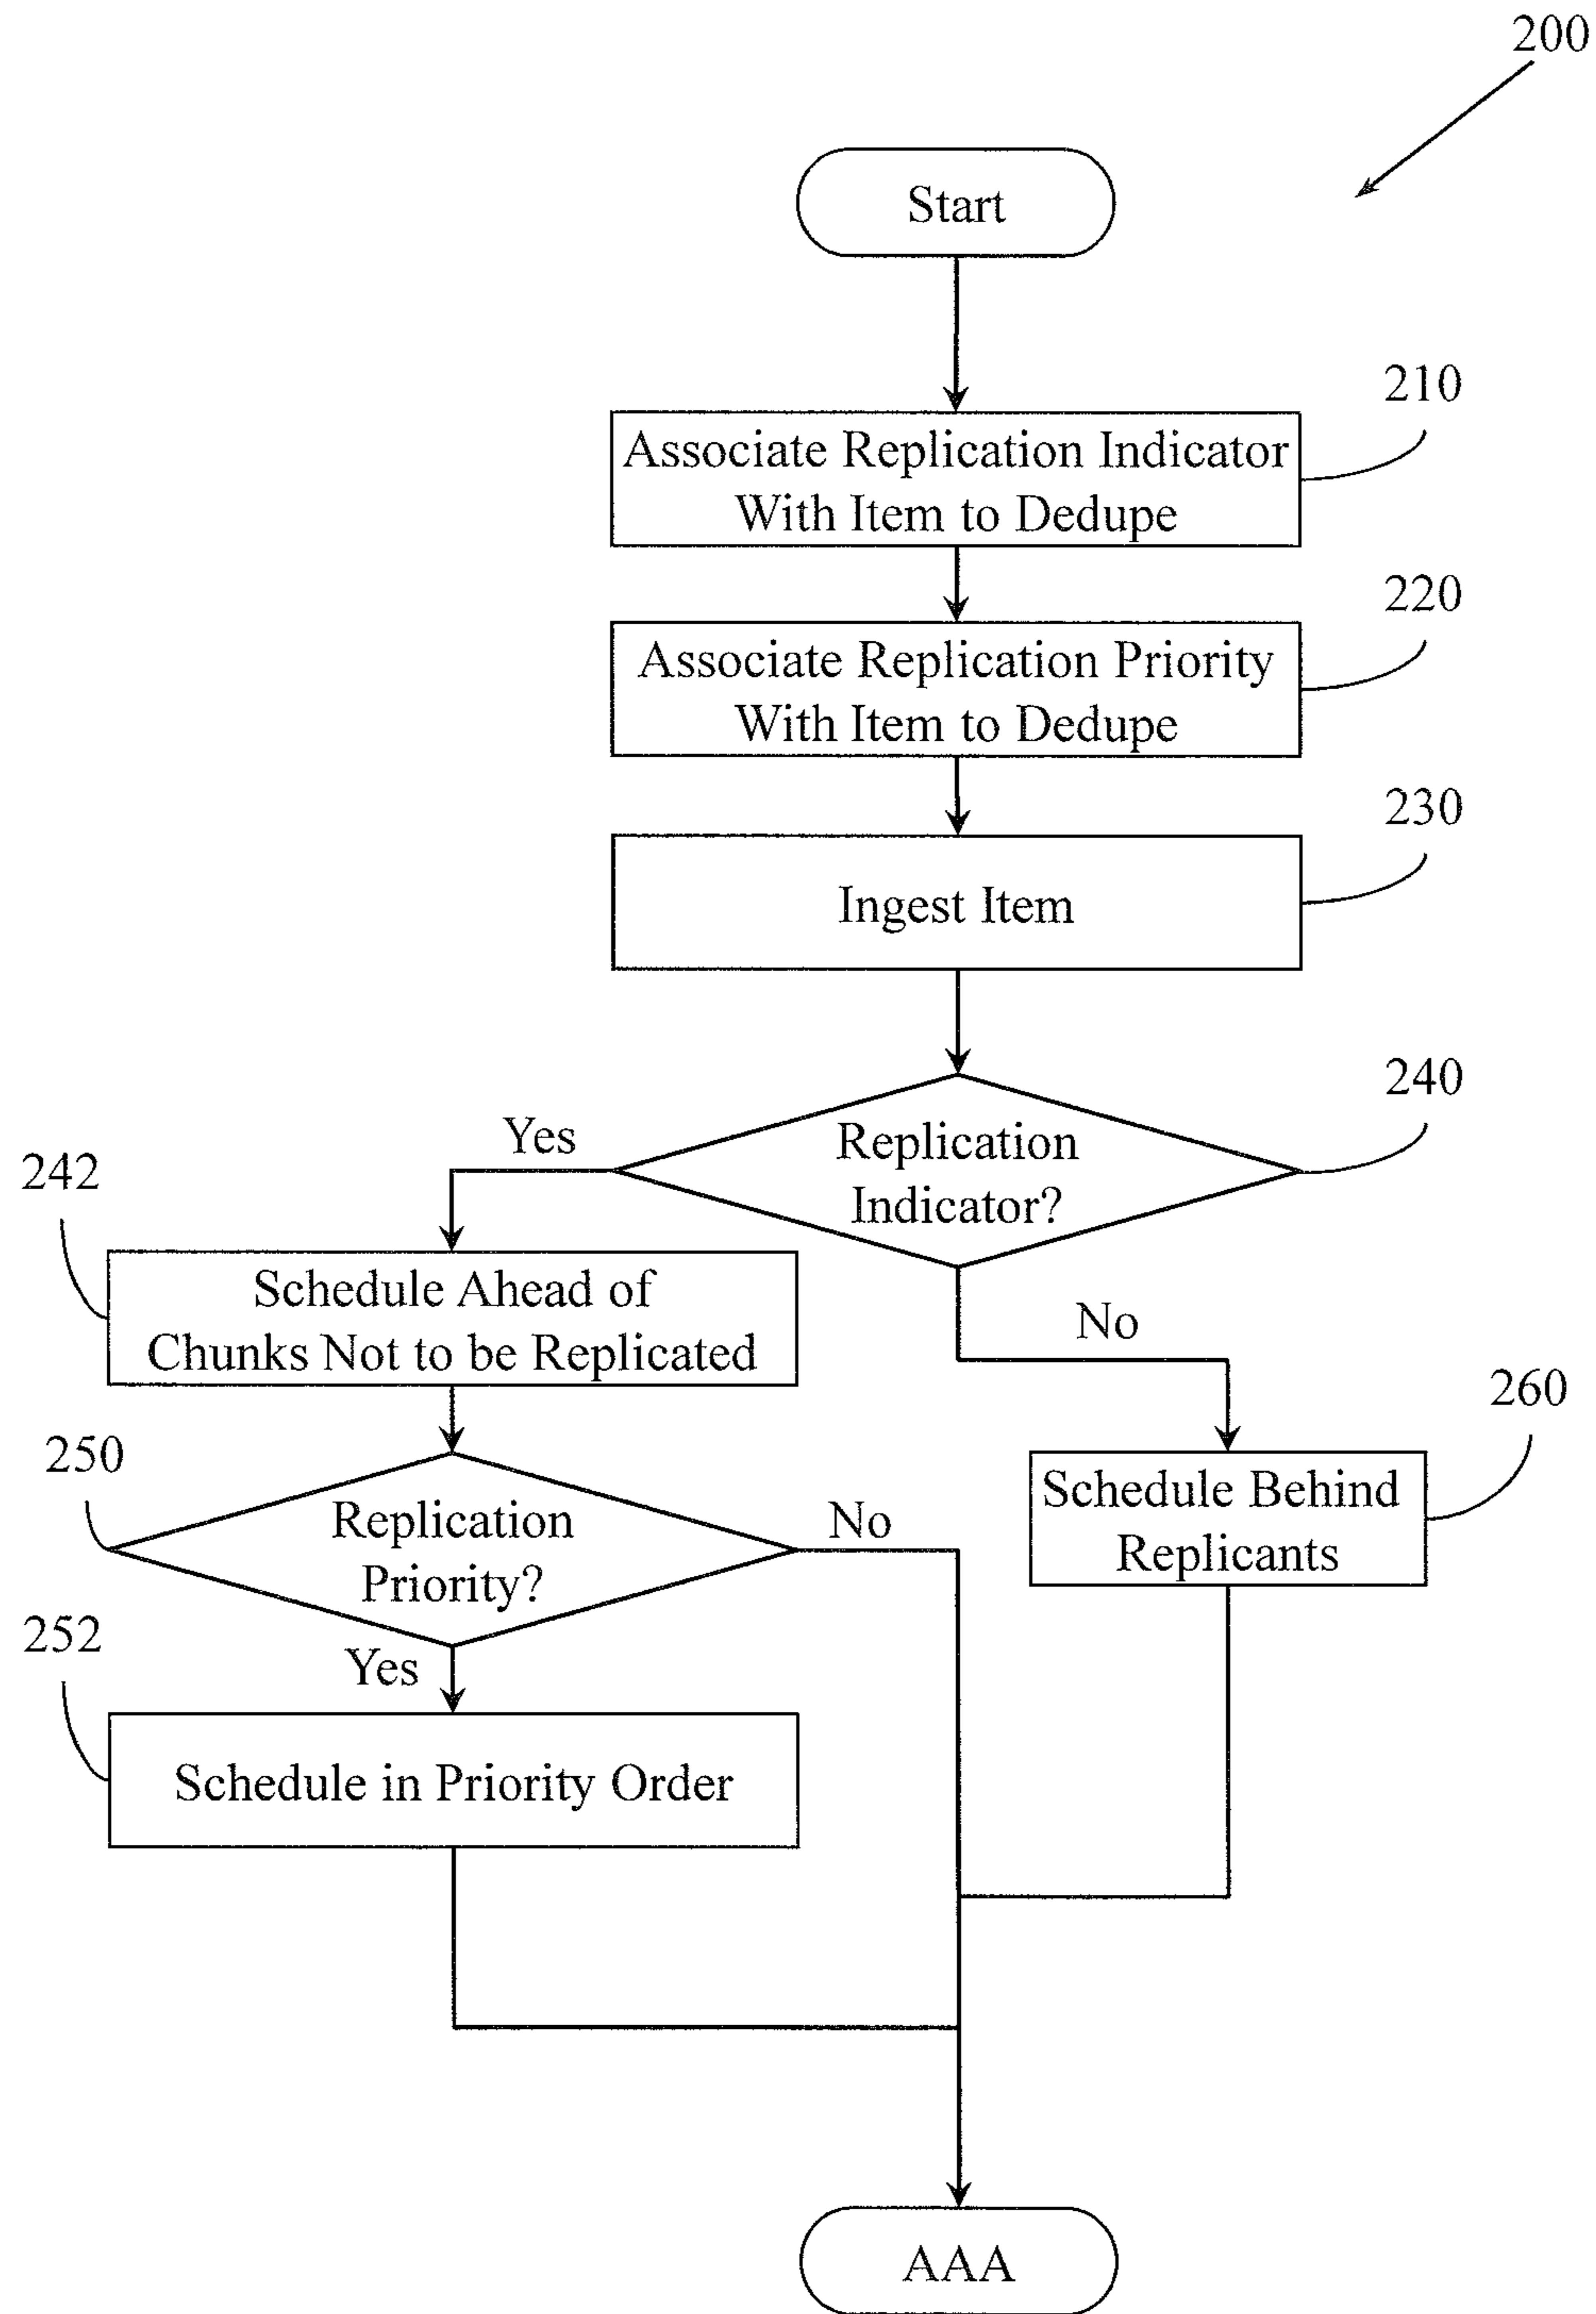 200
Start
210
Associate Replication Indicator
With Item to Dedupe
220
Associate Replication Priority
With Item to Dedupe
230
Ingest Item
240
Replication
Indicator?
Yes
242
Schedule Ahead of
Chunks Not to be Replicated
No
260
Schedule Behind
Replicants
250
Replication
Priority?
No
Yes
252
Schedule in Priority Order
AAA